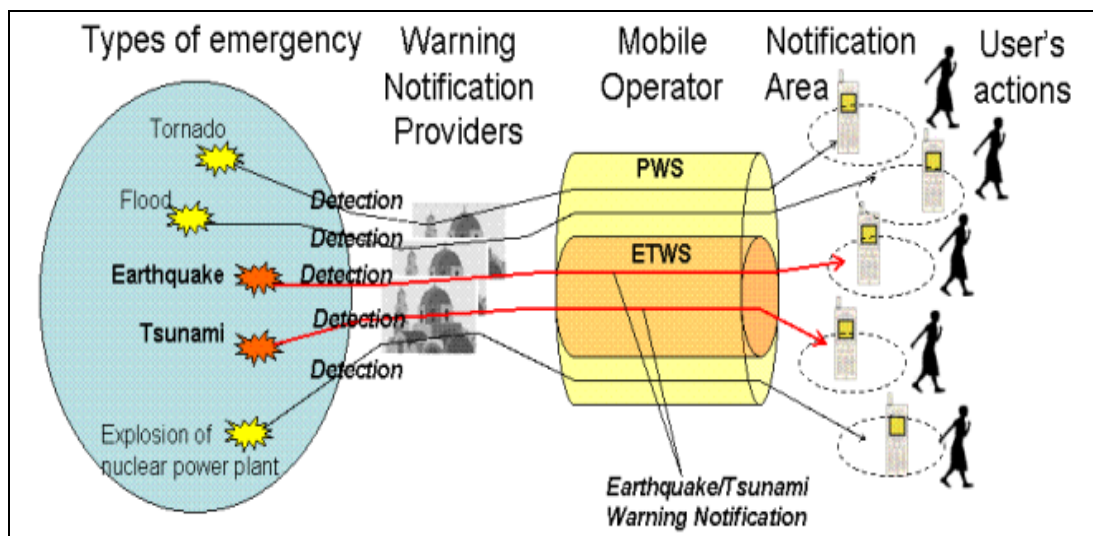 Types of emergency
Warning
Notification
Providers
Mobile
Operator
Notification
Area
User's
actions
Tornado
Flood
Earthquake
Tsunami
Explosion of
nuclear power plant
Detection
Detection
Detection
Detection
Detection
PWS
ETWS
Earthquake/Tsunami
Warning Notification